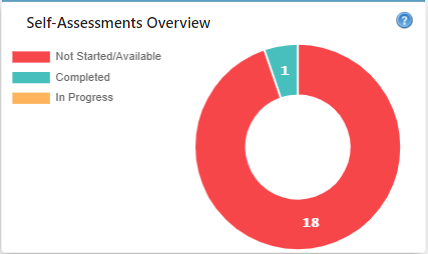 Self-Assessments Overview
?
Not Started/Available
Completed
In Progress
1
18